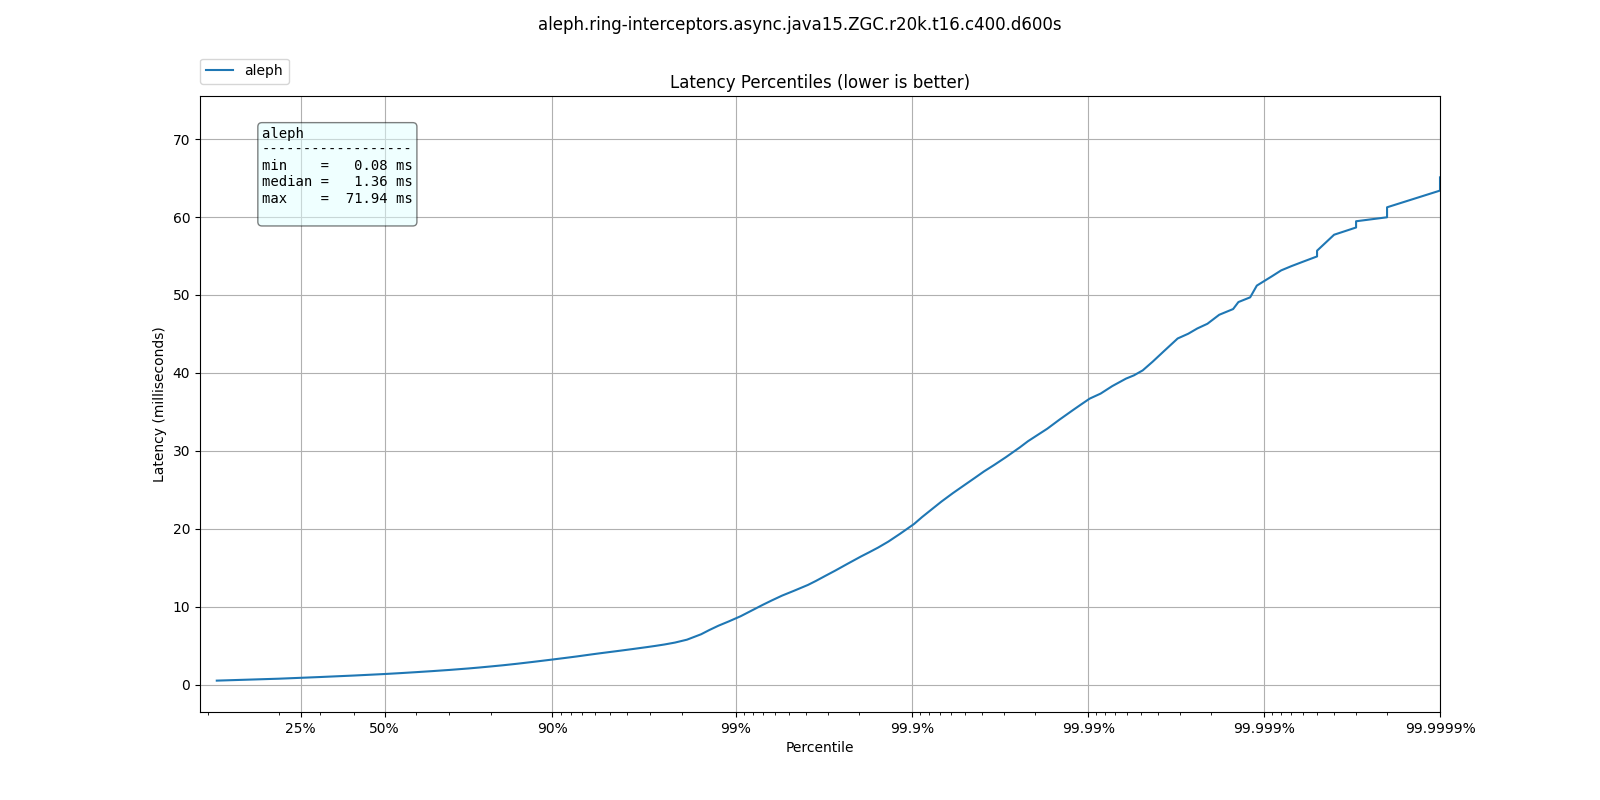 aleph.ring-interceptors.async.java15.ZGC.r20k.t16.c400.d600s
aleph
Latency Percentiles (lower is better)
aleph
------------------
min    =   0.08 ms
median =   1.36 ms
max    =  71.94 ms
70
60
50
40
30
20
10
0
Latency (milliseconds)
25% 50% 90% 99% 99.9% 99.99% 99.999% 99.9999%
Percentile